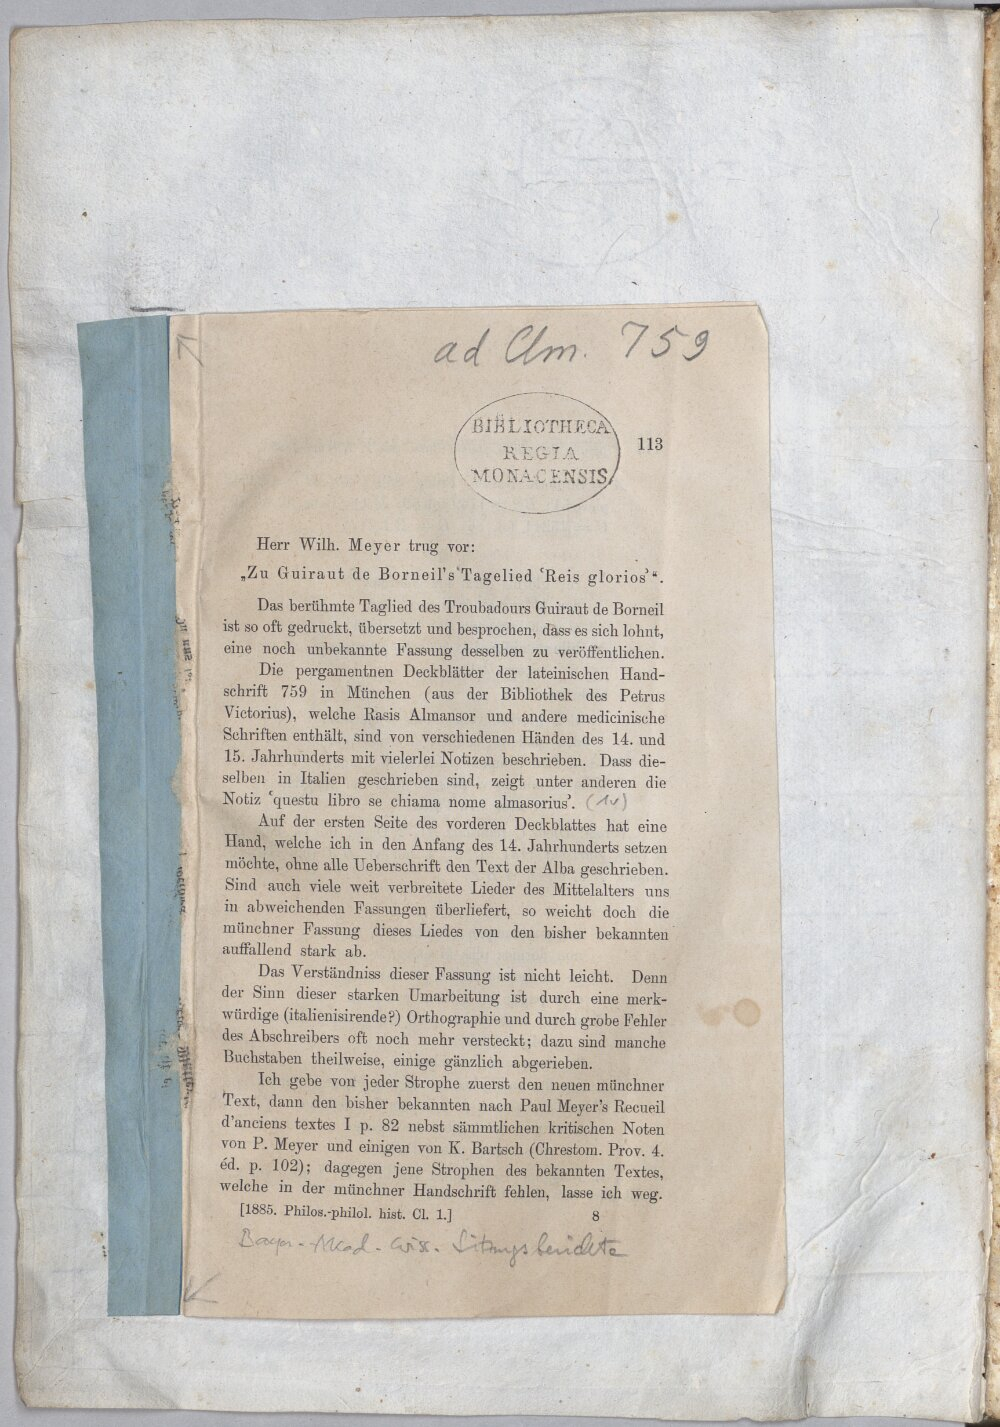 ad Clm. 759
BIBLIOTHECA
REGIA
MONACENSIS
113
Herr Wilh. Meyer trug vor:
„Zu Guiraut de Borneil's Tagelied ‘Reis glorios’“.
Das berühmte Taglied des Troubadours Guiraut de Borneil
ist so oft gedruckt, übersetzt und besprochen, dass es sich lohnt,
eine noch unbekannte Fassung desselben zu veröffentlichen.
Die pergamentnen Deckblätter der lateinischen Hand-
schrift 759 in München (aus der Bibliothek des Petrus
Victorius), welche Rasis Almansor und andere medicinische
Schriften enthält, sind von verschiedenen Händen des 14. und
15. Jahrhunderts mit vielerlei Notizen beschrieben. Dass die-
selben in Italien geschrieben sind, zeigt unter anderen die
Notiz ‘questu libro se chiama nome almasorius’. (1v)
Auf der ersten Seite des vorderen Deckblattes hat eine
Hand, welche ich in den Anfang des 14. Jahrhunderts setzen
möchte, ohne alle Ueberschrift den Text der Alba geschrieben.
Sind auch viele weit verbreitete Lieder des Mittelalters uns
in abweichenden Fassungen überliefert, so weicht doch die
münchner Fassung dieses Liedes von den bisher bekannten
auffallend stark ab.
Das Verständniss dieser Fassung ist nicht leicht. Denn
der Sinn dieser starken Umarbeitung ist durch eine merk-
würdige (italienisirende?) Orthographie und durch grobe Fehler
des Abschreibers oft noch mehr versteckt; dazu sind manche
Buchstaben theilweise, einige gänzlich abgerieben.
Ich gebe von jeder Strophe zuerst den neuen münchner
Text, dann den bisher bekannten nach Paul Meyer's Recueil
d'anciens textes I p. 82 nebst sämmtlichen kritischen Noten
von P. Meyer und einigen von K. Bartsch (Chrestom. Prov. 4.
éd. p. 102); dagegen jene Strophen des bekannten Textes,
welche in der münchner Handschrift fehlen, lasse ich weg.
[1885. Philos.-philol. hist. Cl. 1.] 8
Bayer. Akad. Wiss. Sitzungsberichte